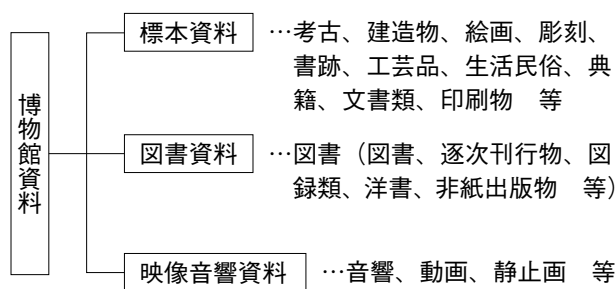 博物館資料
標本資料 …考古、建造物、絵画、彫刻、
書跡、工芸品、生活民俗、典
籍、文書類、印刷物　等
図書資料 …図書（図書、逐次刊行物、図
録類、洋書、非紙出版物　等）
映像音響資料 …音響、動画、静止画　等